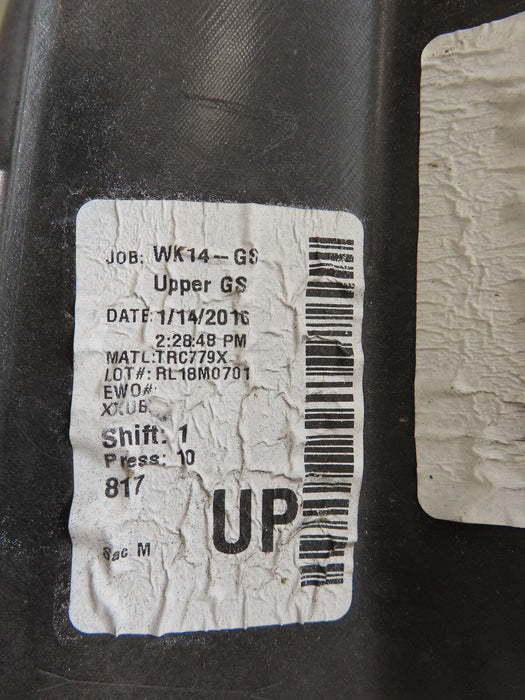 JOB: WK14-GS
Upper GS
DATE: 1/14/2016
2:28:48 PM
MATL:TRC779X
LOT#: RL18M0701
EWO#:
Shift: 1
Press: 10
817
UP
Sac M